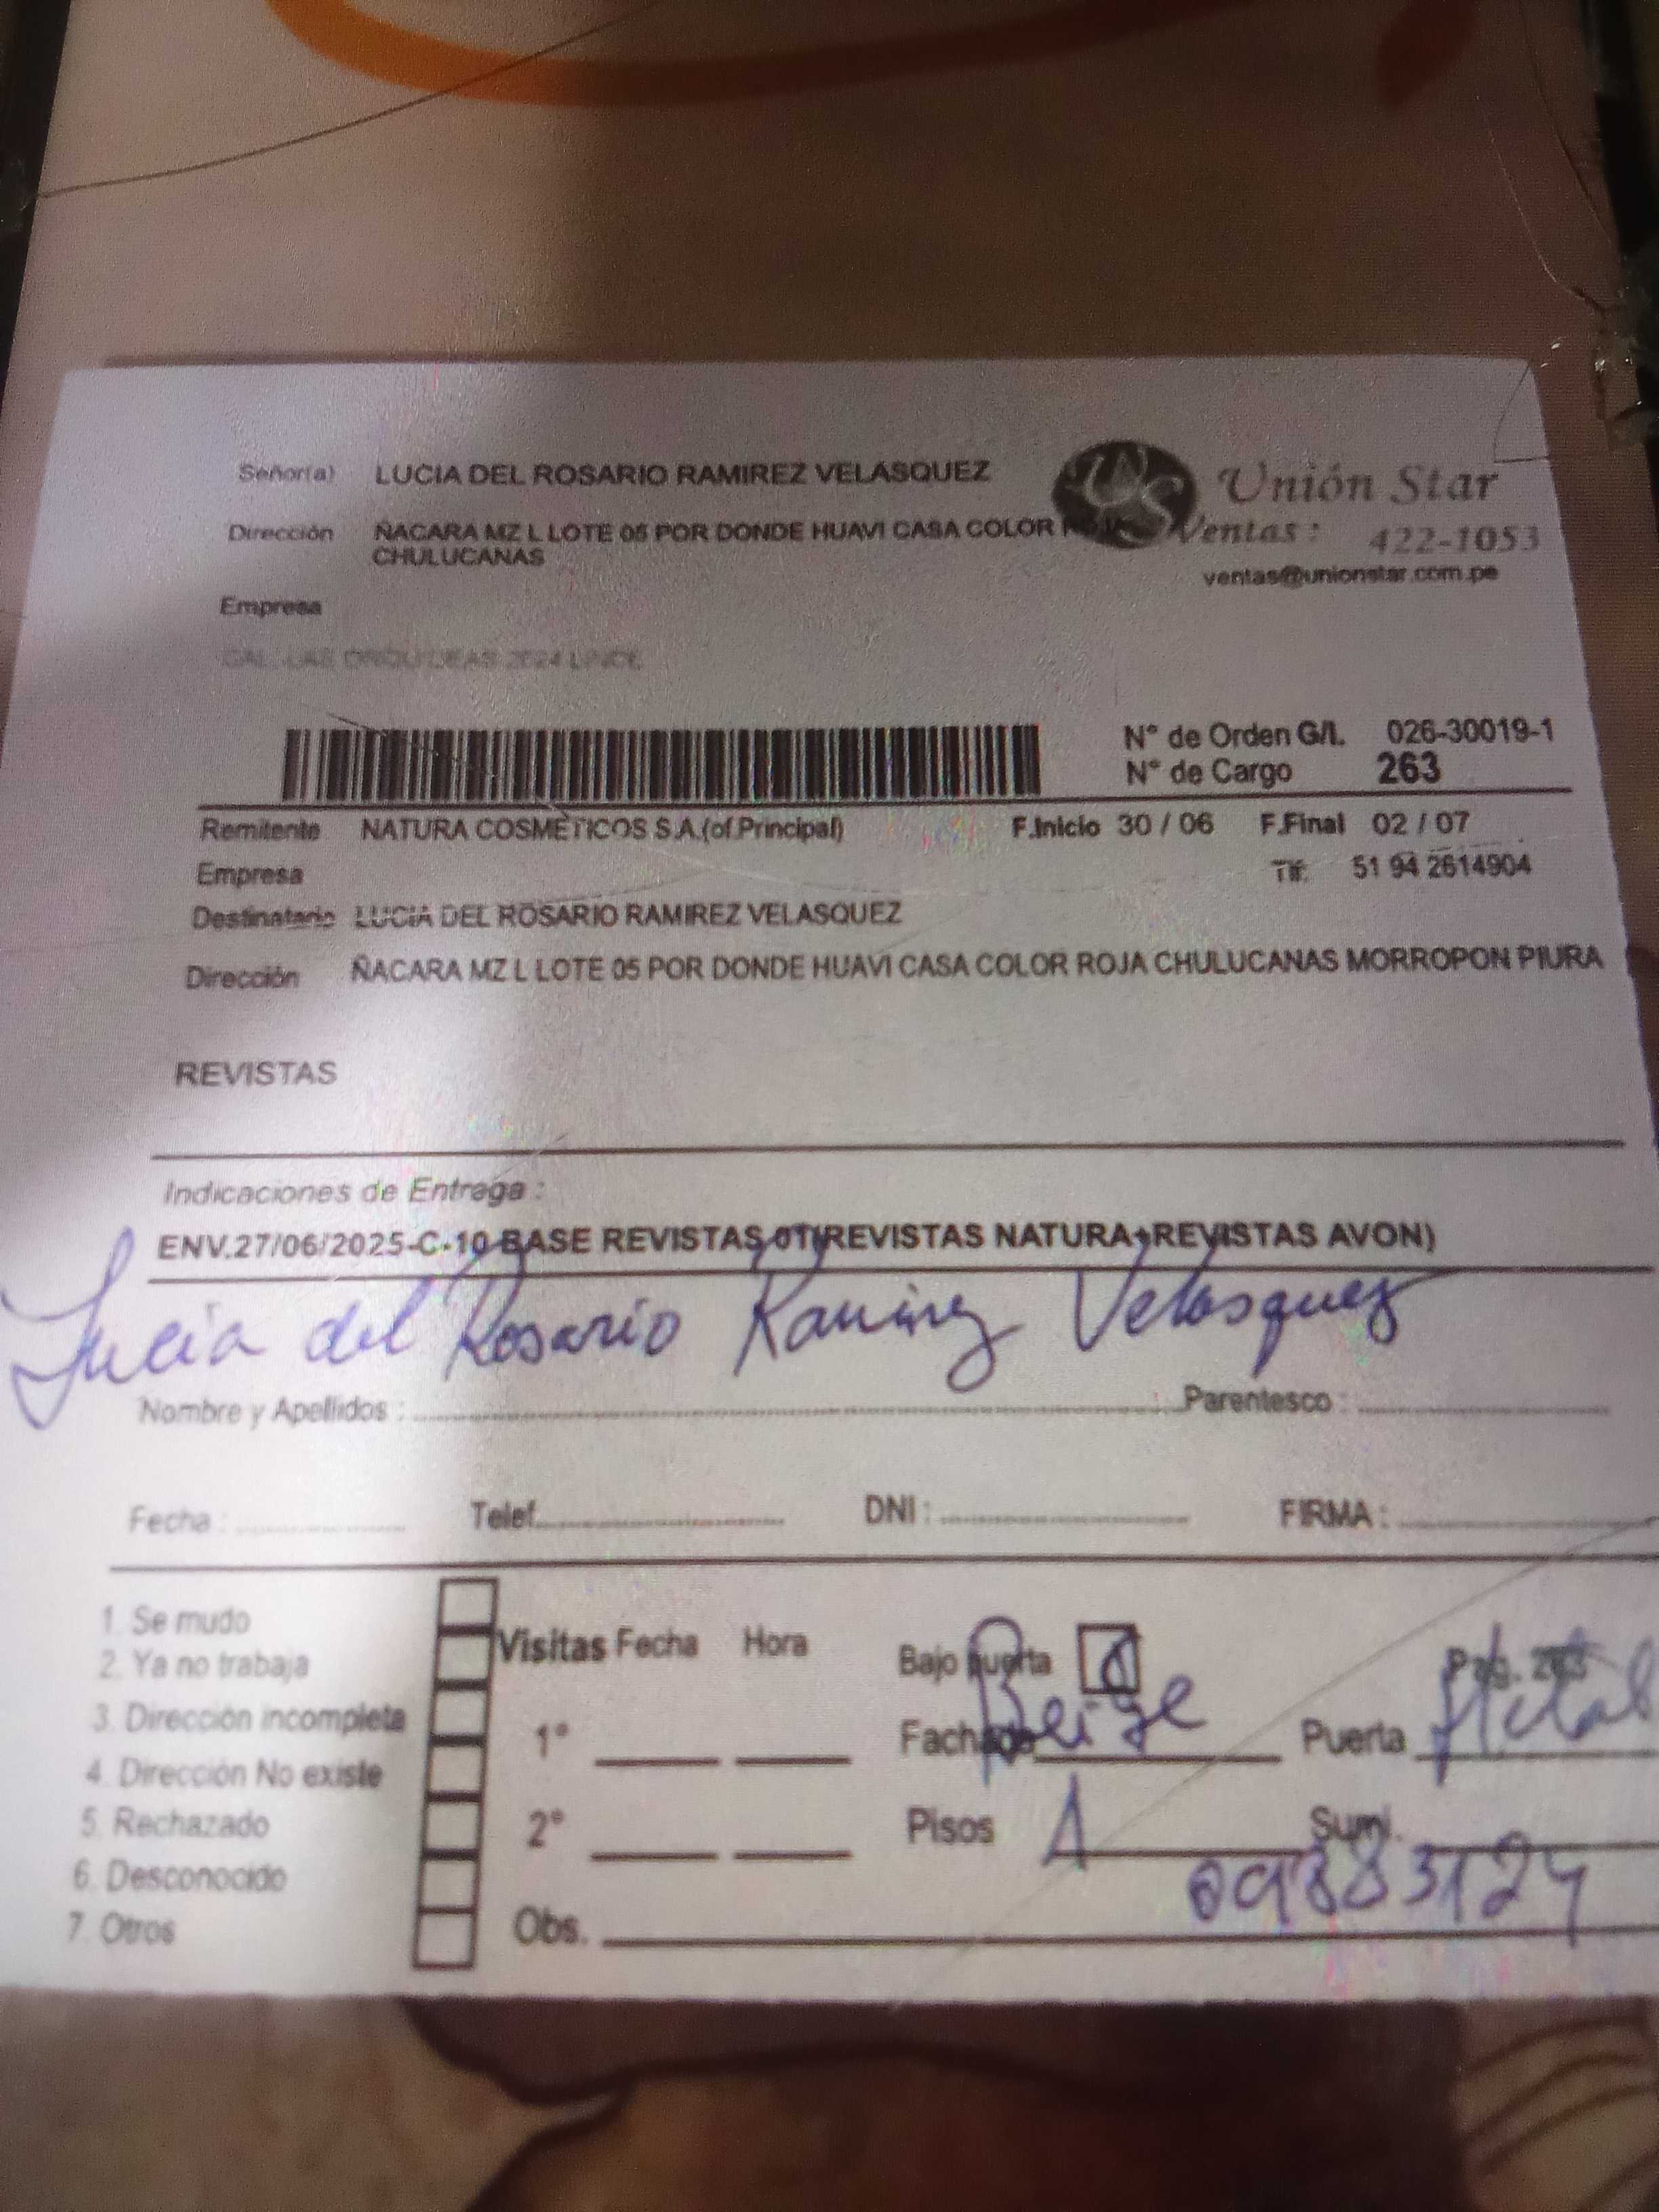 Señor(a) LUCIA DEL ROSARIO RAMIREZ VELASQUEZ
Unión Star
Dirección ÑACARA MZ L LOTE 05 POR DONDE HUAVI CASA COLOR ROJA
CHULUCANAS
Ventas : 422-1053
ventas@unionstar.com.pe
Empresa
N° de Orden G/I. 026-30019-1
N° de Cargo 263
Remitente NATURA COSMETICOS S.A.(of.Principal) F.Inicio 30 / 06 F.Final 02 / 07
Empresa Tlf: 51 94 2614904
Destinatario LUCIA DEL ROSARIO RAMIREZ VELASQUEZ
Dirección ÑACARA MZ L LOTE 05 POR DONDE HUAVI CASA COLOR ROJA CHULUCANAS MORROPON PIURA
REVISTAS
Indicaciones de Entrega :
ENV.27/06/2025-C-10 BASE REVISTAS (REVISTAS NATURA+REVISTAS AVON)
Lucia del Rosario Ramirez Velasquez
Nombre y Apellidos : Parentesco :
Fecha : Telef. DNI : FIRMA :
1. Se mudo
2. Ya no trabaja
3. Dirección incompleta
4. Dirección No existe
5. Rechazado
6. Desconocido
7. Otros
Visitas Fecha Hora
1°
2°
Bajo puerta Pag. 263
Fachada Beige Puerta Metal
Pisos 1 Sumi.
09883124
Obs.